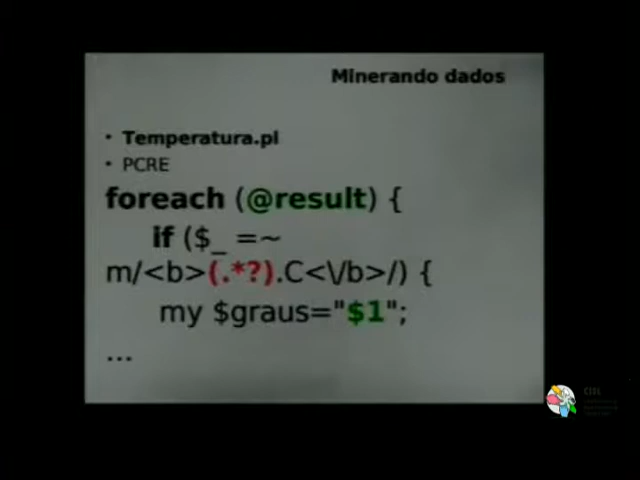 Minerando dados
• Temperatura.pl
• PCRE
foreach (@result) {
if ($_ =~
m/<b>(.*?).C<\/b>/) {
my $graus="$1";
...